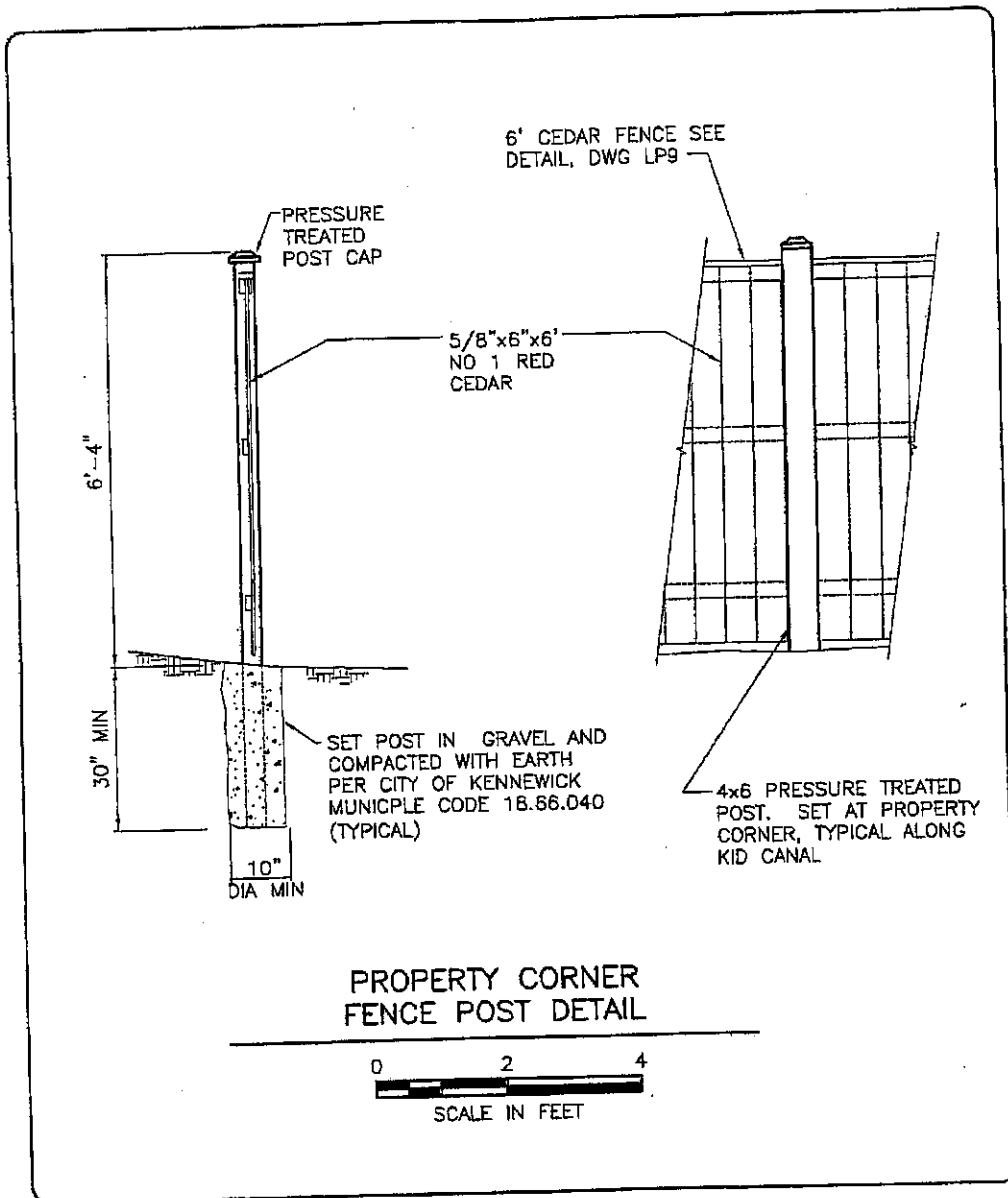 6' CEDAR FENCE SEE
DETAIL, DWG LP9
PRESSURE
TREATED
POST CAP
5/8"x6"x6'
NO 1 RED
CEDAR
6'-4"
30" MIN
SET POST IN GRAVEL AND
COMPACTED WITH EARTH
PER CITY OF KENNEWICK
MUNICPLE CODE 18.66.040
(TYPICAL)
10"
DIA MIN
4x6 PRESSURE TREATED
POST. SET AT PROPERTY
CORNER, TYPICAL ALONG
KID CANAL
PROPERTY CORNER
FENCE POST DETAIL
0 2 4
SCALE IN FEET